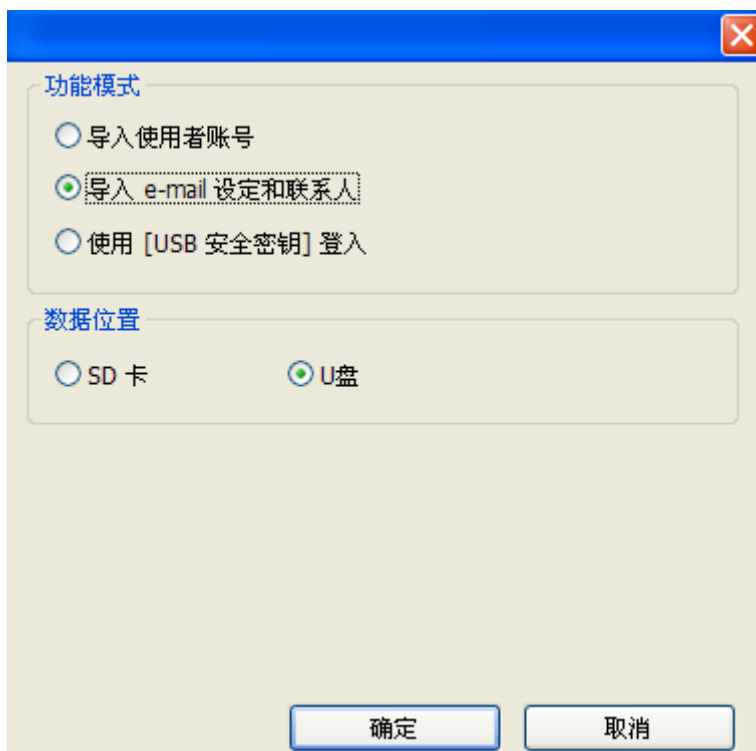 功能模式
导入使用者账号
导入 e-mail 设定和联系人
使用 [USB 安全密钥] 登入
数据位置
SD 卡 U盘
确定 取消